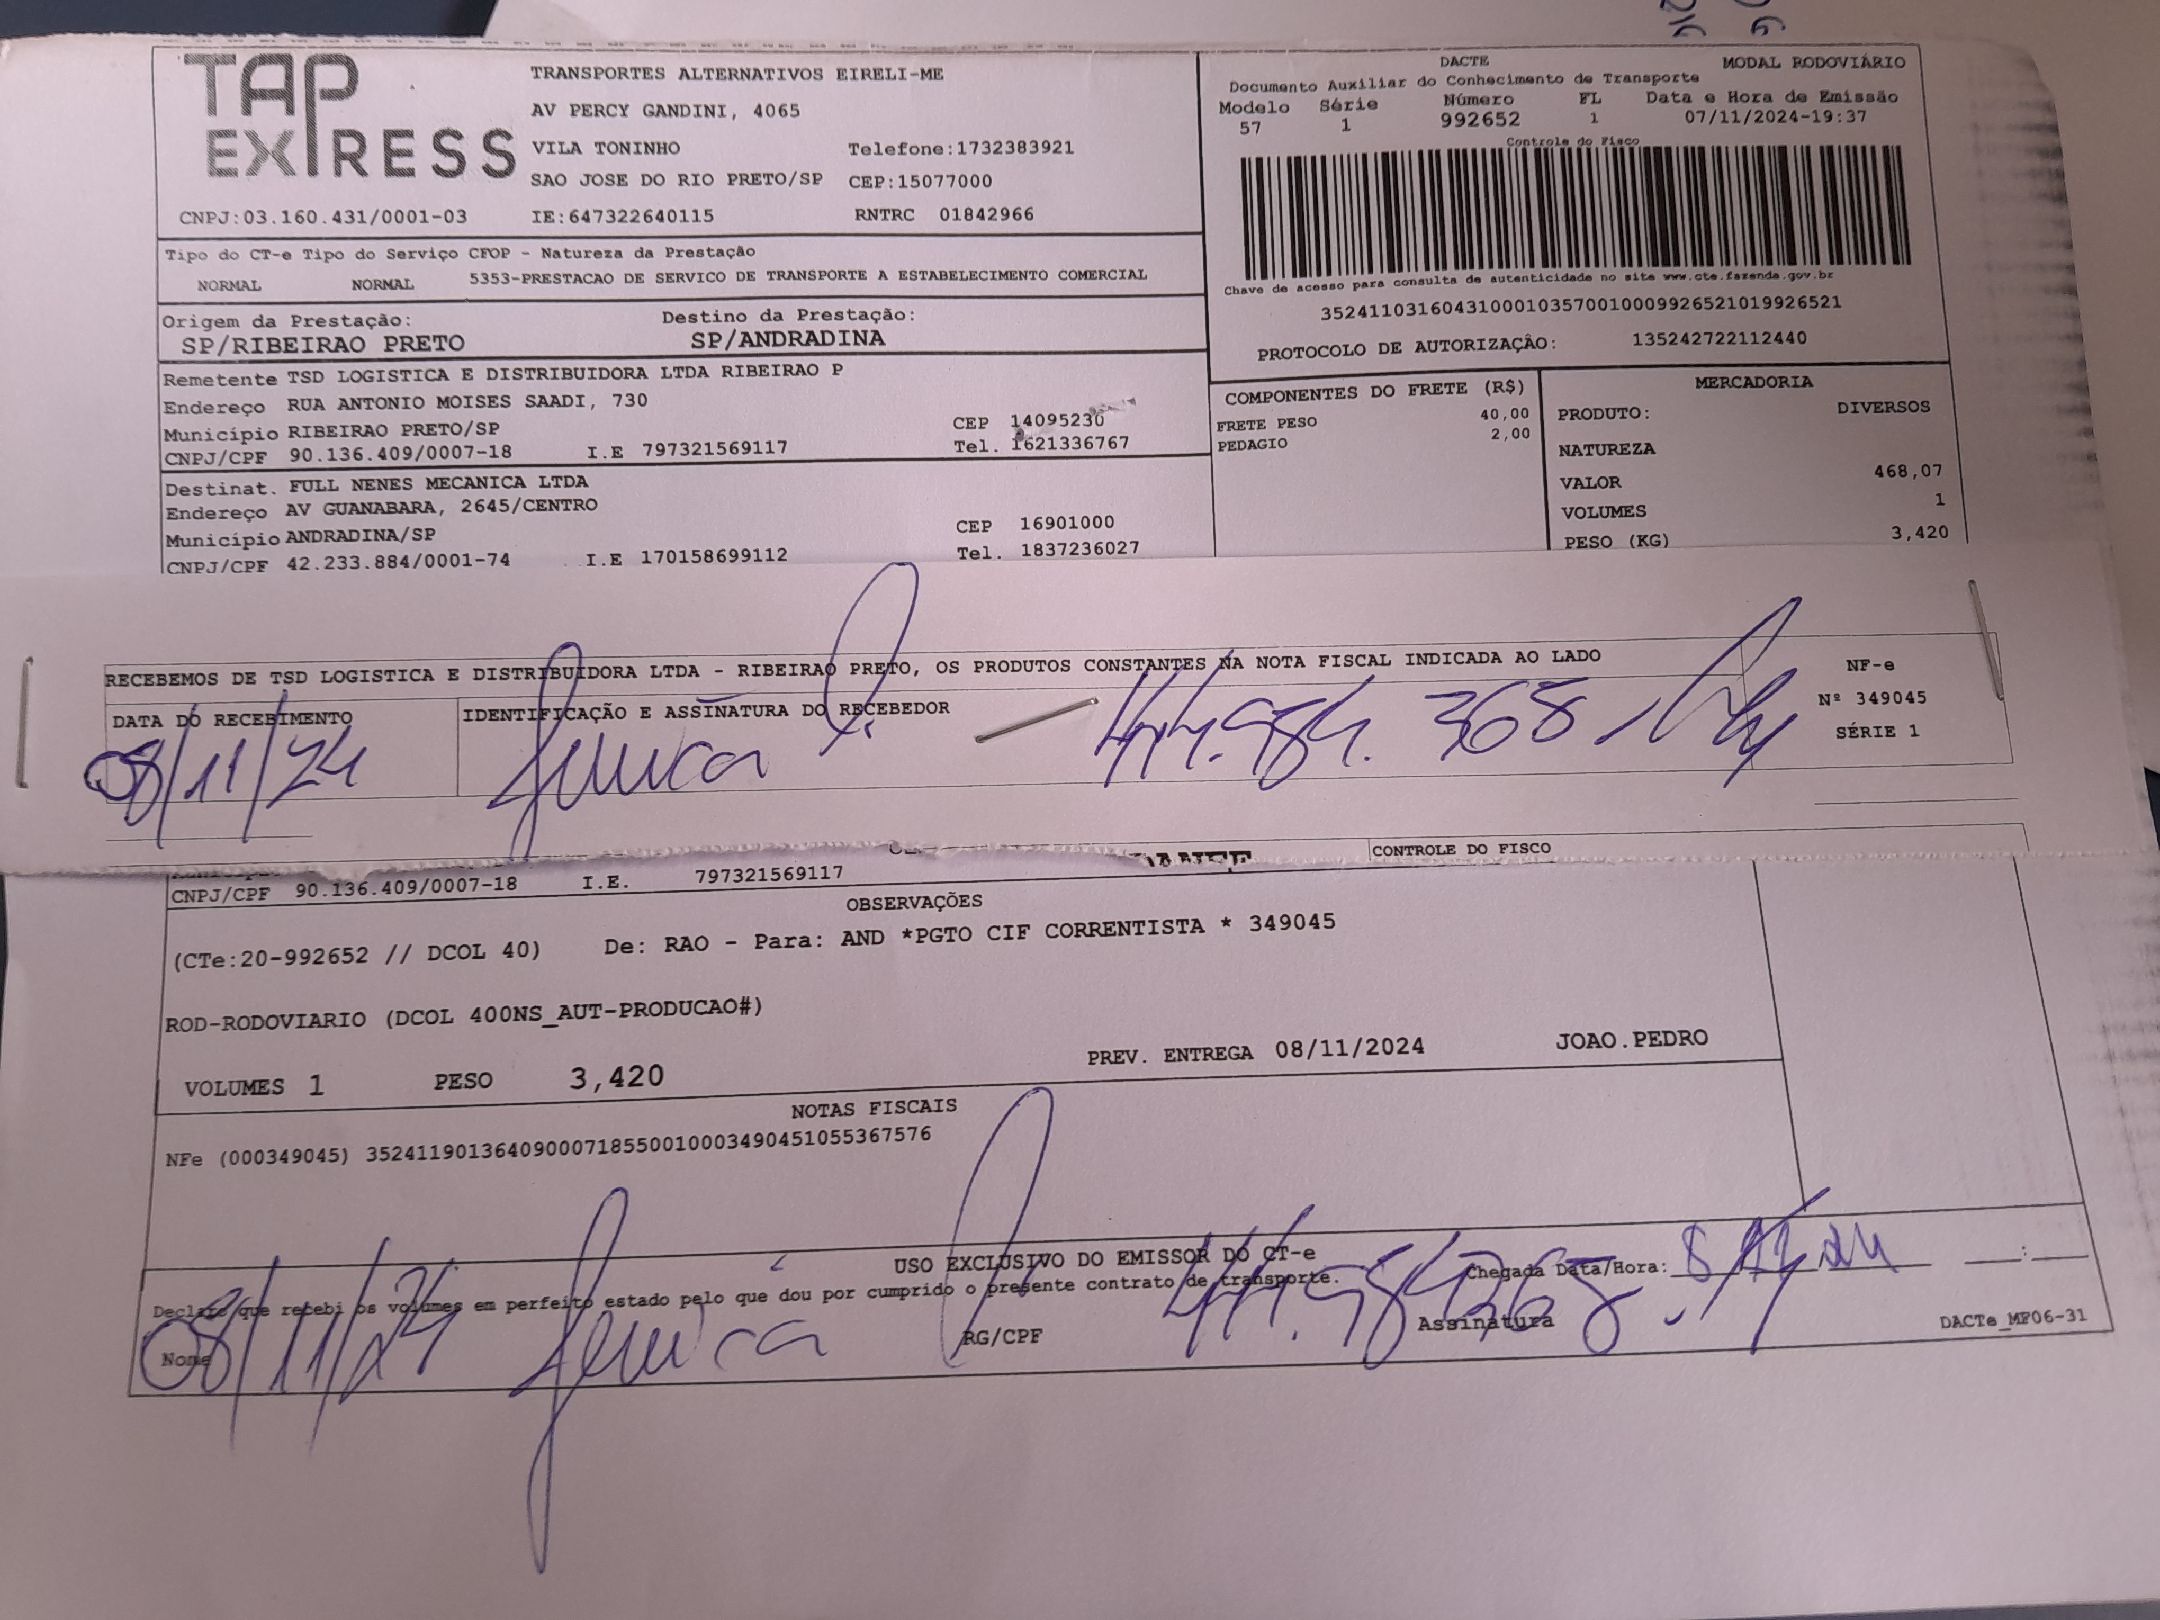 TAP EXPRESS
TRANSPORTES ALTERNATIVOS EIRELI-ME
AV PERCY GANDINI, 4065
VILA TONINHO Telefone:1732383921
SAO JOSE DO RIO PRETO/SP CEP:15077000
CNPJ:03.160.431/0001-03 IE:647322640115 RNTRC 01842966
DACTE MODAL RODOVIÁRIO
Documento Auxiliar do Conhecimento de Transporte
Modelo Série Número FL Data e Hora de Emissão
57 1 992652 1 07/11/2024-19:37
Controle do Fisco
Chave de acesso para consulta de autenticidade no site www.cte.fazenda.gov.br
35241103160431000103570010009926521019926521
PROTOCOLO DE AUTORIZAÇÃO: 135242722112440
Tipo do CT-e Tipo do Serviço CFOP - Natureza da Prestação
NORMAL NORMAL 5353-PRESTACAO DE SERVICO DE TRANSPORTE A ESTABELECIMENTO COMERCIAL
Origem da Prestação: Destino da Prestação:
SP/RIBEIRAO PRETO SP/ANDRADINA
Remetente TSD LOGISTICA E DISTRIBUIDORA LTDA RIBEIRAO P
Endereço RUA ANTONIO MOISES SAADI, 730
Município RIBEIRAO PRETO/SP CEP 14095230
CNPJ/CPF 90.136.409/0007-18 I.E 797321569117 Tel. 1621336767
Destinat. FULL NENES MECANICA LTDA
Endereço AV GUANABARA, 2645/CENTRO
Município ANDRADINA/SP CEP 16901000
CNPJ/CPF 42.233.884/0001-74 I.E 170158699112 Tel. 1837236027
COMPONENTES DO FRETE (R$)
FRETE PESO 40,00
PEDAGIO 2,00
MERCADORIA
PRODUTO: DIVERSOS
NATUREZA
VALOR 468,07
VOLUMES 1
PESO (KG) 3,420
RECEBEMOS DE TSD LOGISTICA E DISTRIBUIDORA LTDA - RIBEIRAO PRETO, OS PRODUTOS CONSTANTES NA NOTA FISCAL INDICADA AO LADO
NF-e
Nº 349045
SÉRIE 1
DATA DO RECEBIMENTO IDENTIFICAÇÃO E ASSINATURA DO RECEBEDOR
08/11/24 44.984.368
CONTROLE DO FISCO
CNPJ/CPF 90.136.409/0007-18 I.E. 797321569117
OBSERVAÇÕES
(CTe:20-992652 // DCOL 40) De: RAO - Para: AND *PGTO CIF CORRENTISTA * 349045
ROD-RODOVIARIO (DCOL 400NS_AUT-PRODUCAO#)
PREV. ENTREGA 08/11/2024 JOAO.PEDRO
VOLUMES 1 PESO 3,420
NOTAS FISCAIS
NFe (000349045) 35241190136409000718550010003490451055367576
USO EXCLUSIVO DO EMISSOR DO CT-e
Declaro que recebi os volumes em perfeito estado pelo que dou por cumprido o presente contrato de transporte.
Chegada Data/Hora: 8 11 24 :
Nome RG/CPF Assinatura
08/11/24 44.984368
DACTe_MF06-31